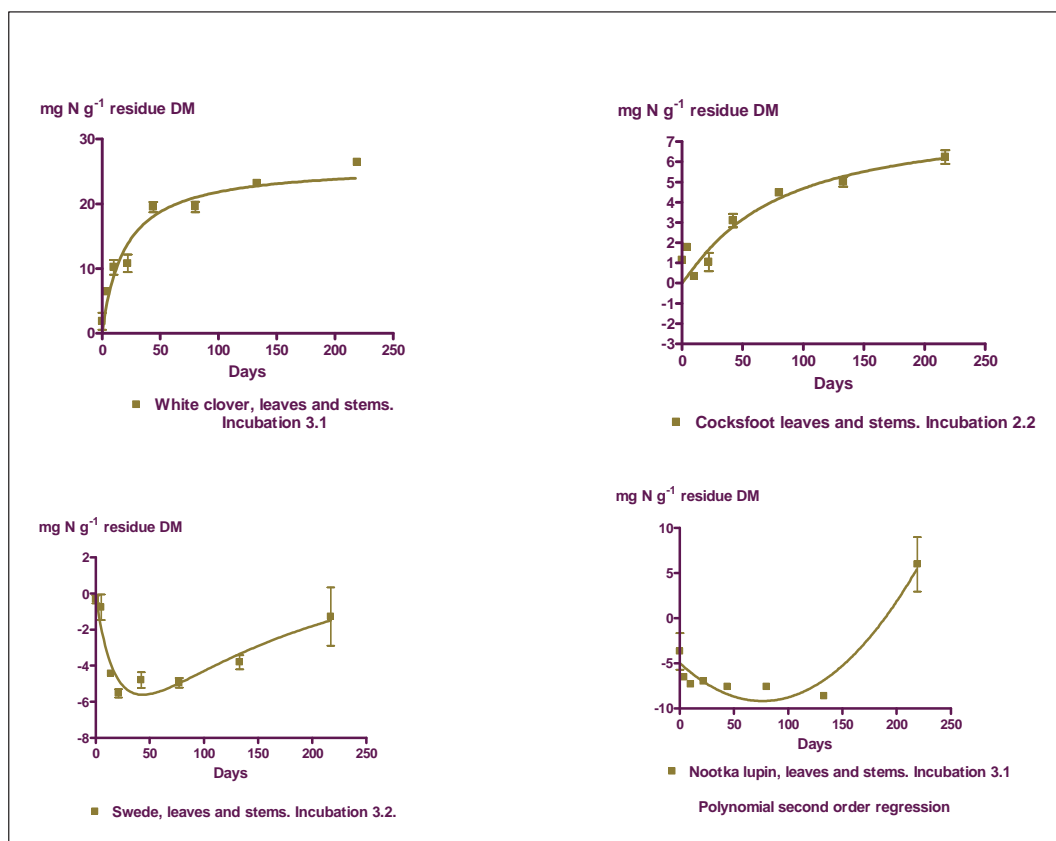 mg N g⁻¹ residue DM
30
20
10
0
0 50 100 150 200 250
Days
White clover, leaves and stems.
Incubation 3.1
mg N g⁻¹ residue DM
7
6
5
4
3
2
1
0
-1
-2
-3
0 50 100 150 200 250
Days
Cocksfoot leaves and stems. Incubation 2.2
mg N g⁻¹ residue DM
2
0
-2
-4
-6
-8
0 50 100 150 200 250
Days
Swede, leaves and stems. Incubation 3.2.
mg N g⁻¹ residue DM
10
5
0
-5
-10
0 50 100 150 200 250
Days
Nootka lupin, leaves and stems. Incubation 3.1
Polynomial second order regression